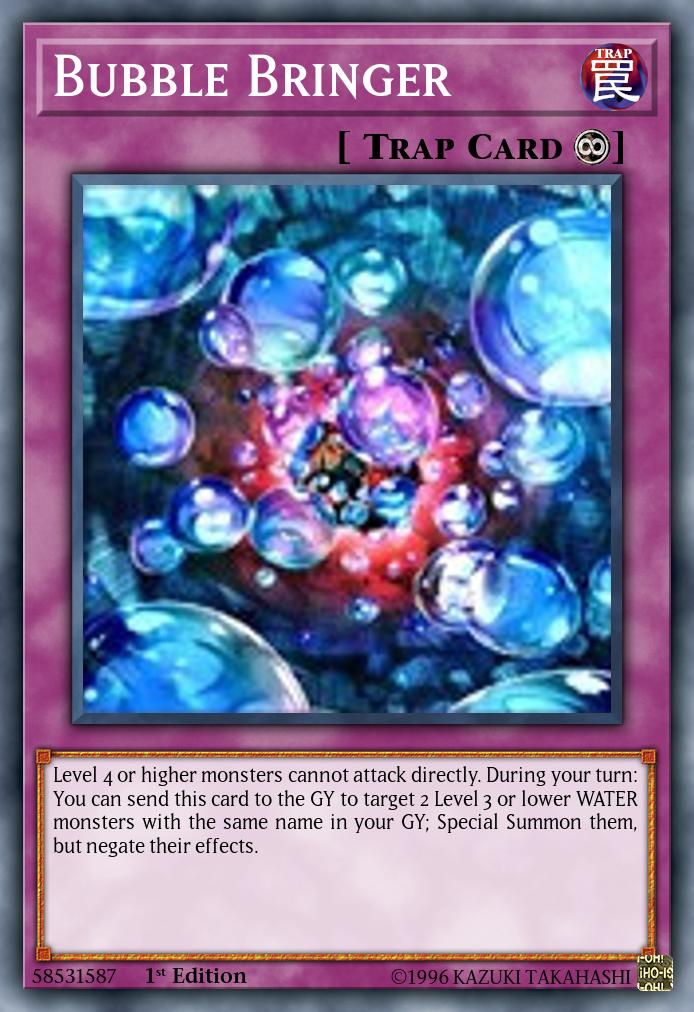 BUBBLE BRINGER
TRAP
罠
[ TRAP CARD ]
Level 4 or higher monsters cannot attack directly. During your turn:
You can send this card to the GY to target 2 Level 3 or lower WATER
monsters with the same name in your GY; Special Summon them,
but negate their effects.
58531587 1st Edition ©1996 KAZUKI TAKAHASHI